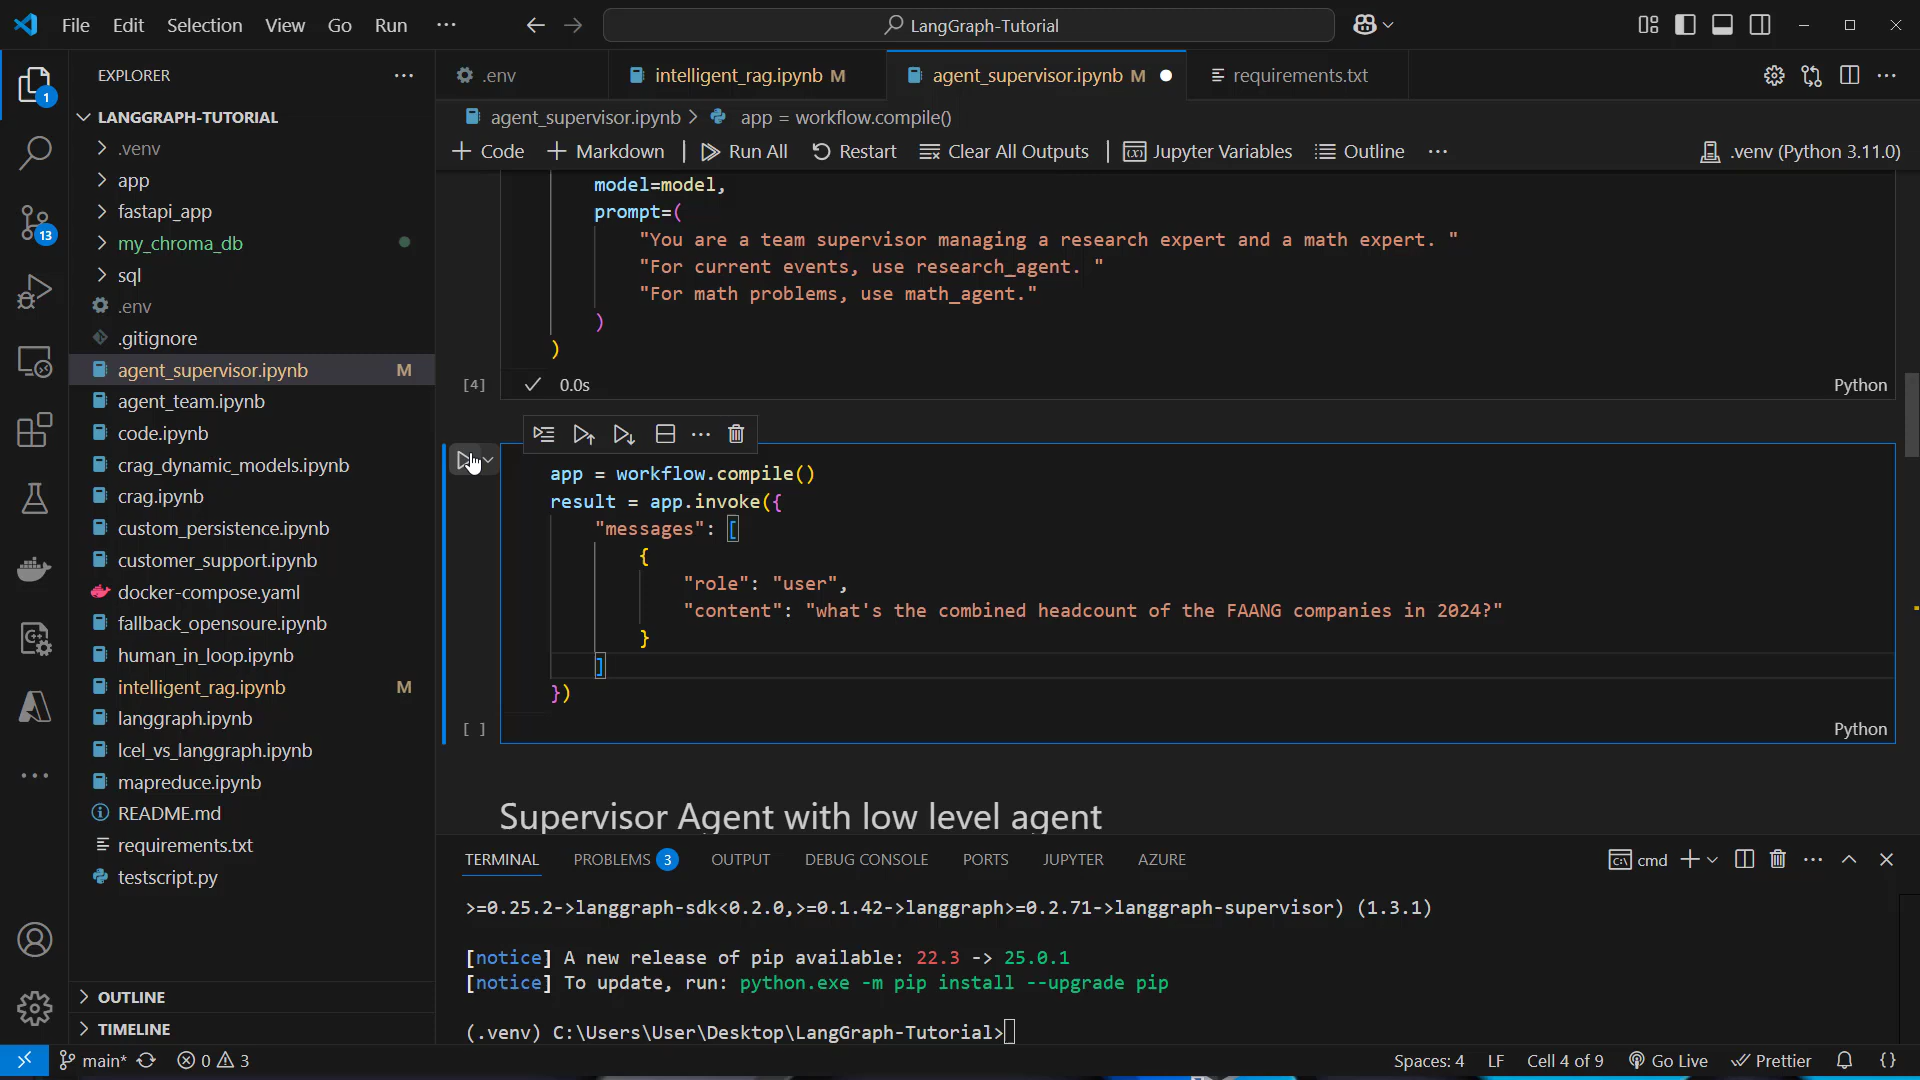 File Edit Selection View Go Run ···
LangGraph-Tutorial
EXPLORER ···
1
LANGGRAPH-TUTORIAL
.venv
app
fastapi_app
my_chroma_db
sql
.env
.gitignore
agent_supervisor.ipynb M
agent_team.ipynb
code.ipynb
crag_dynamic_models.ipynb
crag.ipynb
custom_persistence.ipynb
customer_support.ipynb
docker-compose.yaml
fallback_opensoure.ipynb
human_in_loop.ipynb
intelligent_rag.ipynb M
langgraph.ipynb
lcel_vs_langgraph.ipynb
mapreduce.ipynb
README.md
requirements.txt
testscript.py
13
OUTLINE
TIMELINE
.env
intelligent_rag.ipynb M
agent_supervisor.ipynb M
requirements.txt
agent_supervisor.ipynb > app = workflow.compile()
+ Code + Markdown | Run All Restart Clear All Outputs | Jupyter Variables Outline ···
.venv (Python 3.11.0)
model=model,
prompt=(
"You are a team supervisor managing a research expert and a math expert. "
"For current events, use research_agent. "
"For math problems, use math_agent."
)
)
[4] ✓ 0.0s Python
app = workflow.compile()
result = app.invoke({
"messages": [
{
"role": "user",
"content": "what's the combined headcount of the FAANG companies in 2024?"
}
]
})
[ ] Python
Supervisor Agent with low level agent
TERMINAL PROBLEMS 3 OUTPUT DEBUG CONSOLE PORTS JUPYTER AZURE
cmd
>=0.25.2->langgraph-sdk<0.2.0,>=0.1.42->langgraph>=0.2.71->langgraph-supervisor) (1.3.1)
[notice] A new release of pip available: 22.3 -> 25.0.1
[notice] To update, run: python.exe -m pip install --upgrade pip
(.venv) C:\Users\User\Desktop\LangGraph-Tutorial>
main* 0 3
Spaces: 4 LF Cell 4 of 9 Go Live Prettier {}